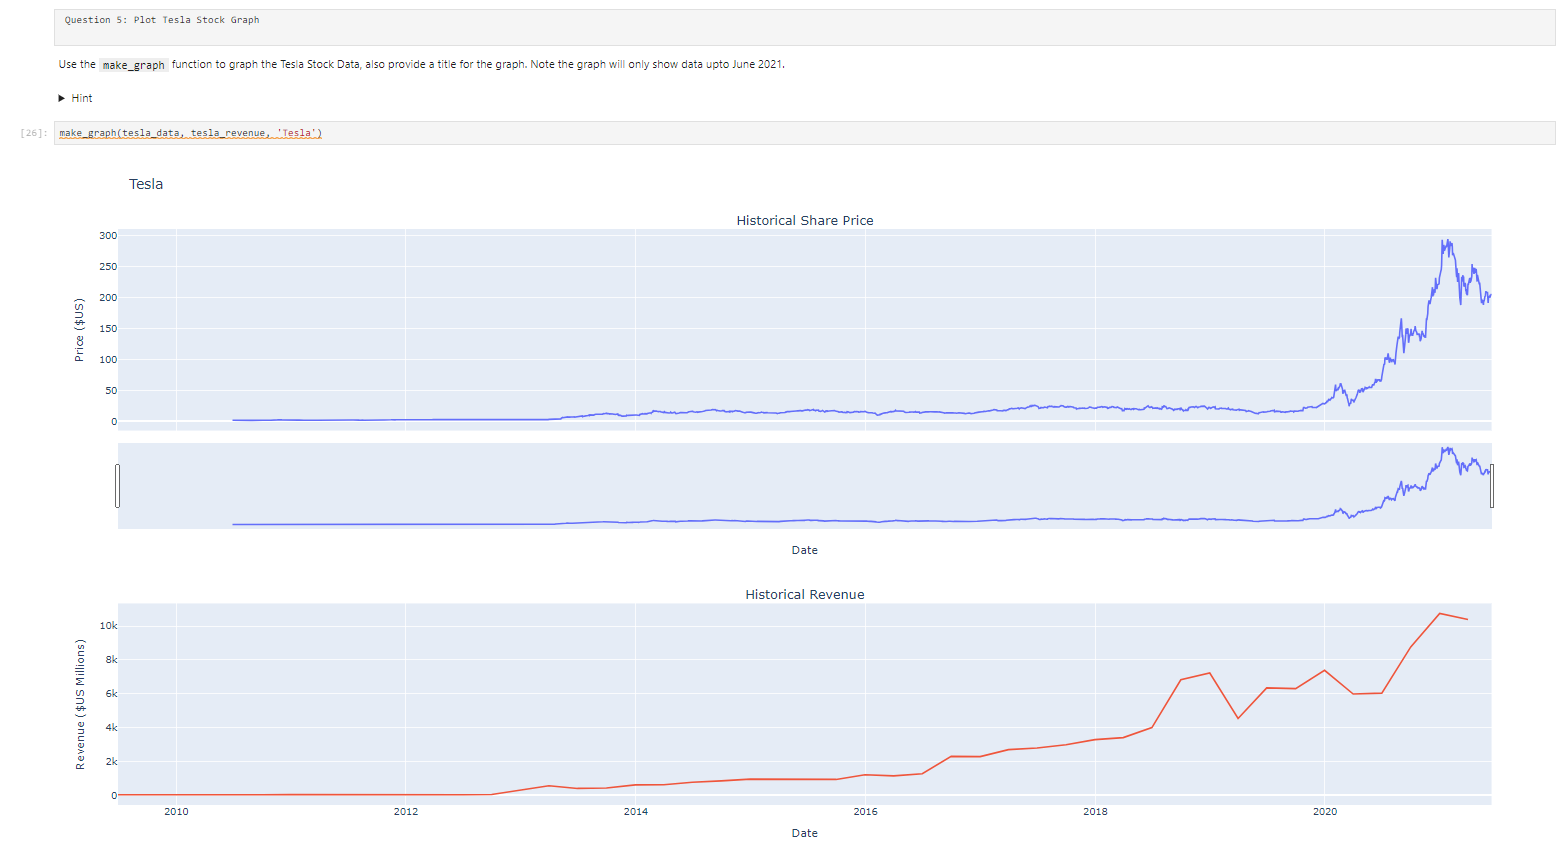 Question 5: Plot Tesla Stock Graph
Use the make_graph function to graph the Tesla Stock Data, also provide a title for the graph. Note the graph will only show data upto June 2021.
▶ Hint
[26]: make_graph(tesla_data, tesla_revenue, 'Tesla')
Tesla
Historical Share Price
300
250
200
150
100
50
0
Price ($US)
Date
Historical Revenue
10k
8k
6k
4k
2k
0
Revenue ($US Millions)
2010 2012 2014 2016 2018 2020
Date